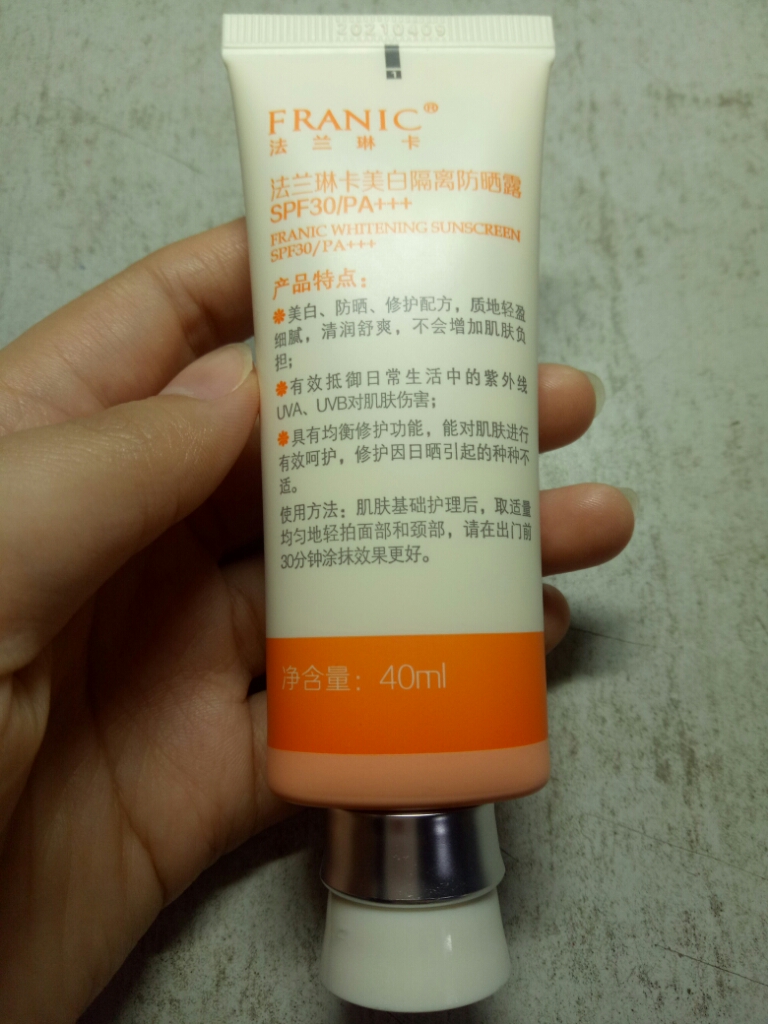 20210409
1
FRANIC®
法兰琳卡
法兰琳卡美白隔离防晒露
SPF30/PA+++
FRANIC WHITENING SUNSCREEN
SPF30/PA+++
产品特点：
美白、防晒、修护配方，质地轻盈
细腻，清润舒爽，不会增加肌肤负
担；
有效抵御日常生活中的紫外线
UVA、UVB对肌肤伤害；
具有均衡修护功能，能对肌肤进行
有效呵护，修护因日晒引起的种种不
适。
使用方法：肌肤基础护理后，取适量
均匀地轻拍面部和颈部，请在出门前
30分钟涂抹效果更好。
净含量：40ml